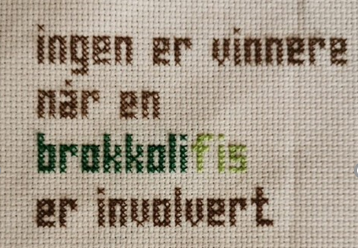 ingen er vinnere
når en
brokkolifis
er involvert